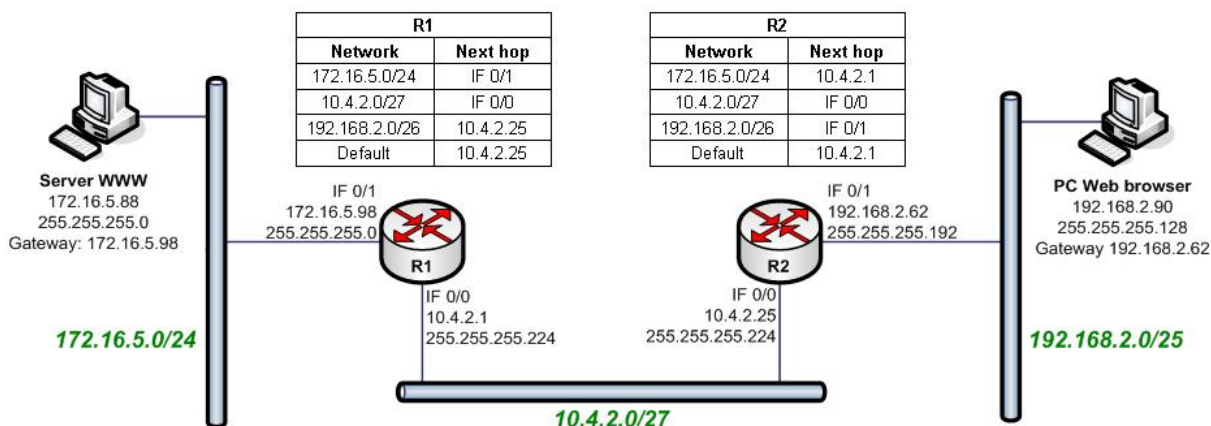 R1
Network Next hop
172.16.5.0/24 IF 0/1
10.4.2.0/27 IF 0/0
192.168.2.0/26 10.4.2.25
Default 10.4.2.25
R2
Network Next hop
172.16.5.0/24 10.4.2.1
10.4.2.0/27 IF 0/0
192.168.2.0/26 IF 0/1
Default 10.4.2.1
Server WWW
172.16.5.88
255.255.255.0
Gateway: 172.16.5.98
IF 0/1
172.16.5.98
255.255.255.0
R1
IF 0/0
10.4.2.1
255.255.255.224
IF 0/1
192.168.2.62
255.255.255.192
R2
IF 0/0
10.4.2.25
255.255.255.224
PC Web browser
192.168.2.90
255.255.255.128
Gateway 192.168.2.62
172.16.5.0/24
10.4.2.0/27
192.168.2.0/25